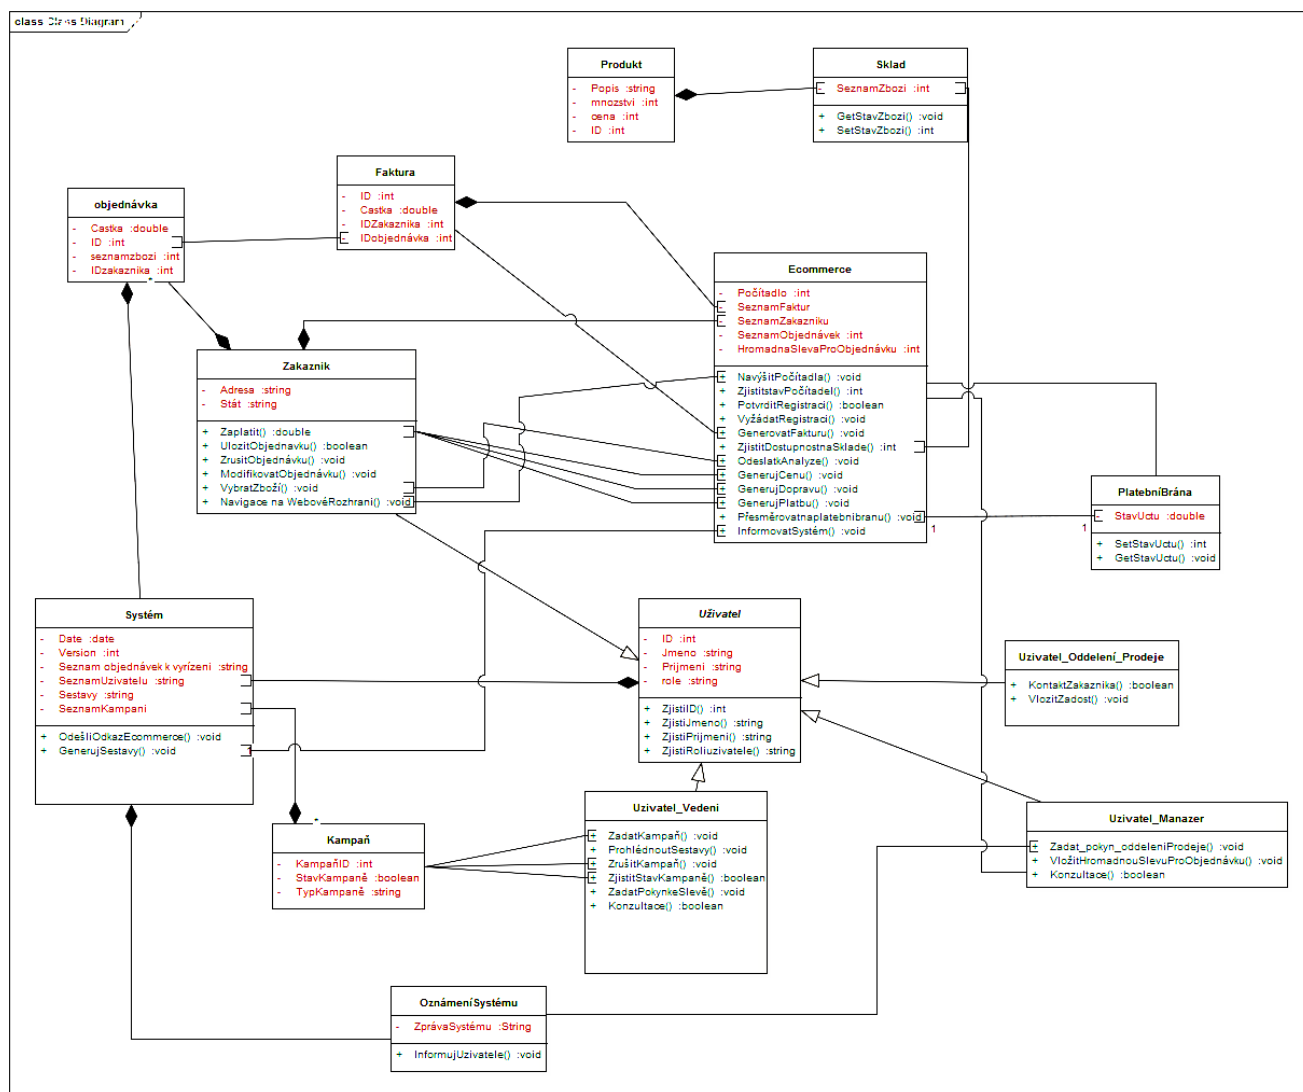 class Class Diagram
Produkt
- Popis :string
- mnozstvi :int
- cena :int
- ID :int
Sklad
- SeznamZbozi :int
+ GetStavZbozi() :void
+ SetStavZbozi() :int
Faktura
- ID :int
- Castka :double
- IDZakaznika :int
- IDobjednávka :int
objednávka
- Castka :double
- ID :int
- seznamzbozi :int
- IDzakaznika :int
*
Ecommerce
- Počítadlo :int
- SeznamFaktur
- SeznamZakazniku
- SeznamObjednávek :int
- HromadnaSlevaProObjednávku :int
+ NavýšitPočítadla() :void
+ ZjistitstavPočítadel() :int
+ PotvrditRegistraci() :boolean
+ VyžádatRegistraci() :void
+ GenerovatFakturu() :void
+ ZjistitDostupnostnaSklade() :int
+ OdeslatkAnalyze() :void
+ GenerujCenu() :void
+ GenerujDopravu() :void
+ GenerujPlatbu() :void
+ Přesměrovatnaplatebnibranu() :void
+ InformovatSystém() :void
1
1
Zakaznik
- Adresa :string
- Stát :string
+ Zaplatit() :double
+ UlozitObjednavku() :boolean
+ ZrusitObjednávku() :void
+ ModifikovatObjednávku() :void
+ VybratZboží() :void
+ Navigace na WebovéRozhrani() :void
PlatebníBrána
- StavUctu :double
+ SetStavUctu() :int
+ GetStavUctu() :void
Systém
- Date :date
- Version :int
- Seznam objednávek k vyrízeni :string
- SeznamUzivatelu :string
- Sestavy :string
- SeznamKampani
+ OdešliOdkazEcommerce() :void
+ GenerujSestavy() :void
1
Uživatel
- ID :int
- Jmeno :string
- Prijmeni :string
- role :string
+ ZjistiID() :int
+ ZjistiJmeno() :string
+ ZjistiPrijmeni() :string
+ ZjistiRoliuzivatele() :string
Uzivatel_Oddelení_Prodeje
+ KontaktZakaznika() :boolean
+ VlozitZadost() :void
Uzivatel_Vedeni
+ ZadatKampaň() :void
+ ProhlédnoutSestavy() :void
+ ZrušitKampaň() :void
+ ZjistitStavKampaně() :boolean
+ ZadatPokynkeSlevě() :void
+ Konzultace() :boolean
Uzivatel_Manazer
+ Zadat_pokyn_oddeleniProdeje() :void
+ VložitHromadnouSlevuProObjednávku() :void
+ Konzultace() :boolean
*
Kampaň
- KampaňID :int
- StavKampaně :boolean
- TypKampaně :string
OznámeníSystému
- ZprávaSystému :String
+ InformujUzivatele() :void